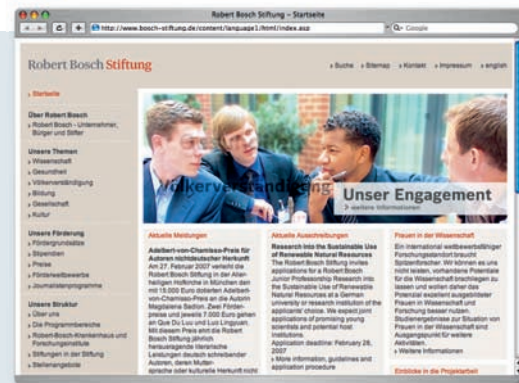 Robert Bosch Stiftung – Startseite
http://www.bosch-stiftung.de/content/language1/html/index.asp
Google
Robert Bosch Stiftung
Suche Sitemap Kontakt Impressum english
Startseite
Über Robert Bosch
Robert Bosch - Unternehmer,
Bürger und Stifter
Unsere Themen
Wissenschaft
Gesundheit
Völkerverständigung
Bildung
Gesellschaft
Kultur
Unsere Förderung
Fördergrundsätze
Stipendien
Preise
Förderwettbewerbe
Journalistenprogramme
Unsere Struktur
Über uns
Die Programmbereiche
Robert-Bosch-Krankenhaus und
Forschungsinstitute
Stiftungen in der Stiftung
Stellenangebote
Völkerverständigung
Unser Engagement
weitere Informationen
Aktuelle Meldungen
Adelbert-von-Chamisso-Preis für
Autoren nichtdeutscher Herkunft
Am 27. Februar 2007 verleiht die
Robert Bosch Stiftung in der Aller-
heiligen Hofkirche in München den
mit 15.000 Euro dotierten Adelbert-
von-Chamisso-Preis an die Autorin
Magdalena Sadlon. Zwei Förder-
preise und jeweils 7.000 Euro gehen
an Que Du Luu und Luo Lingyuan.
Mit diesem Preis ehrt die Robert
Bosch Stiftung jährlich
herausragende literarische
Leistungen deutsch schreibender
Autoren, deren Mutter-
sprache oder kulturelle Herkunft nicht
Aktuelle Ausschreibungen
Research into the Sustainable Use
of Renewable Natural Resources
The Robert Bosch Stiftung invites
applications for a Robert Bosch
Junior Professorship Research into
the Sustainable Use of Renewable
Natural Resources at a German
university or research institution of the
applicants' choice. We expect joint
applications of promising young
scientists and potential host
institutions.
Application deadline: February 28,
2007
More information, guidelines and
application procedure
Frauen in der Wissenschaft
Ein international wettbewerbsfähiger
Forschungsstandort braucht
Spitzenforscher. Wir können es uns
nicht leisten, vorhandene Potentiale
für die Wissenschaft brachliegen zu
lassen und wollen daher das
Potenzial exzellent ausgebildeter
Frauen in Wissenschaft und
Forschung besser nutzen.
Studienergebnisse zur Situation von
Frauen in der Wissenschaft sind
Ausgangspunkt für weitere
Aktivitäten.
Weitere Informationen
Einblicke in die Projektarbeit